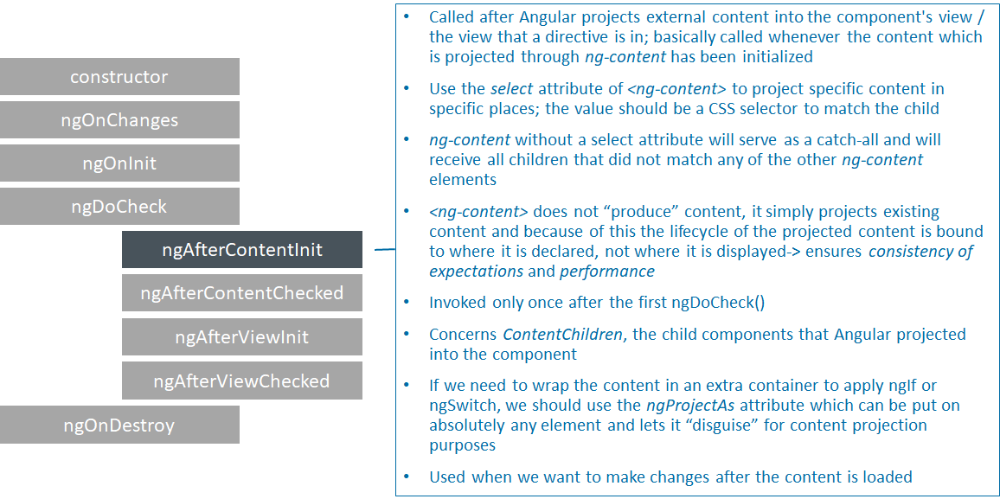 constructor
ngOnChanges
ngOnInit
ngDoCheck
ngAfterContentInit
ngAfterContentChecked
ngAfterViewInit
ngAfterViewChecked
ngOnDestroy
• Called after Angular projects external content into the component's view /
the view that a directive is in; basically called whenever the content which
is projected through ng-content has been initialized
• Use the select attribute of <ng-content> to project specific content in
specific places; the value should be a CSS selector to match the child
• ng-content without a select attribute will serve as a catch-all and will
receive all children that did not match any of the other ng-content
elements
• <ng-content> does not “produce” content, it simply projects existing
content and because of this the lifecycle of the projected content is bound
to where it is declared, not where it is displayed-> ensures consistency of
expectations and performance
• Invoked only once after the first ngDoCheck()
• Concerns ContentChildren, the child components that Angular projected
into the component
• If we need to wrap the content in an extra container to apply ngIf or
ngSwitch, we should use the ngProjectAs attribute which can be put on
absolutely any element and lets it “disguise” for content projection
purposes
• Used when we want to make changes after the content is loaded